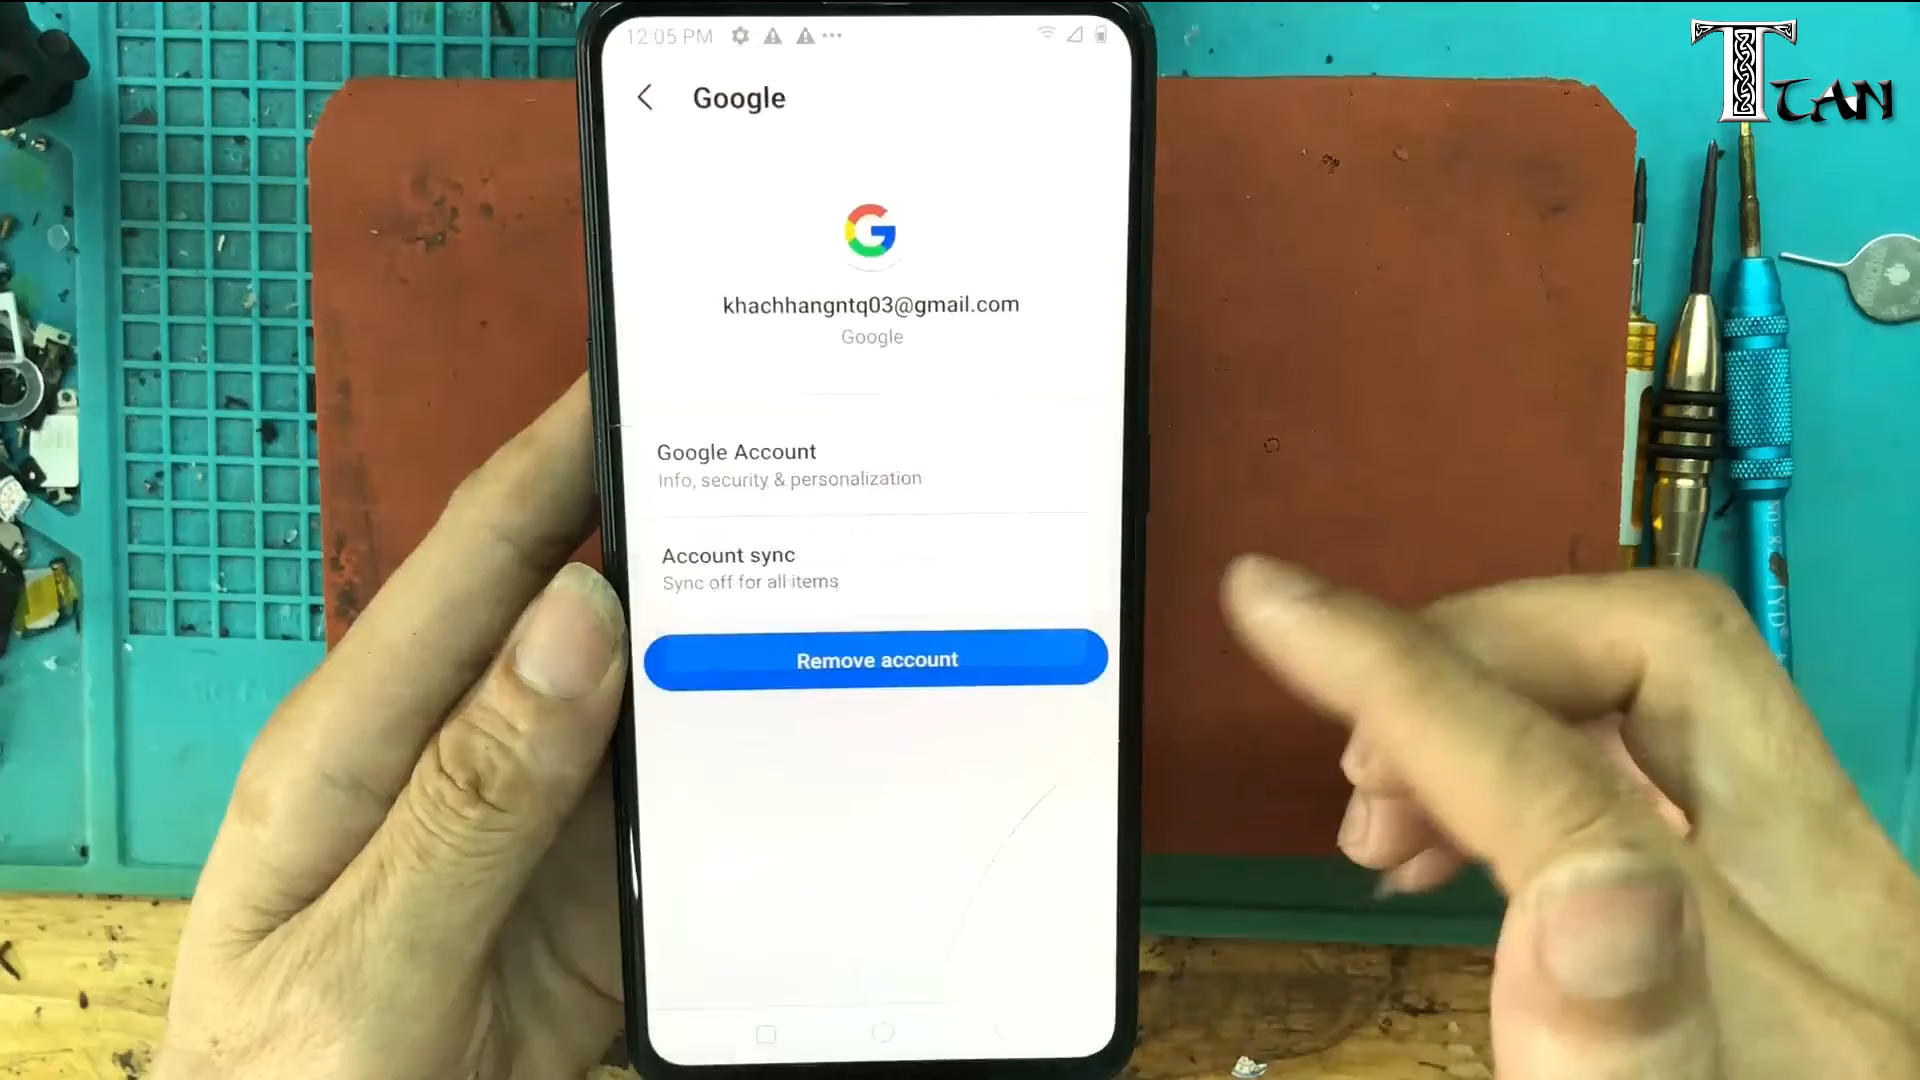 12:05 PM
Google
khachhangntq03@gmail.com
Google
Google Account
Info, security & personalization
Account sync
Sync off for all items
Remove account
TTAN